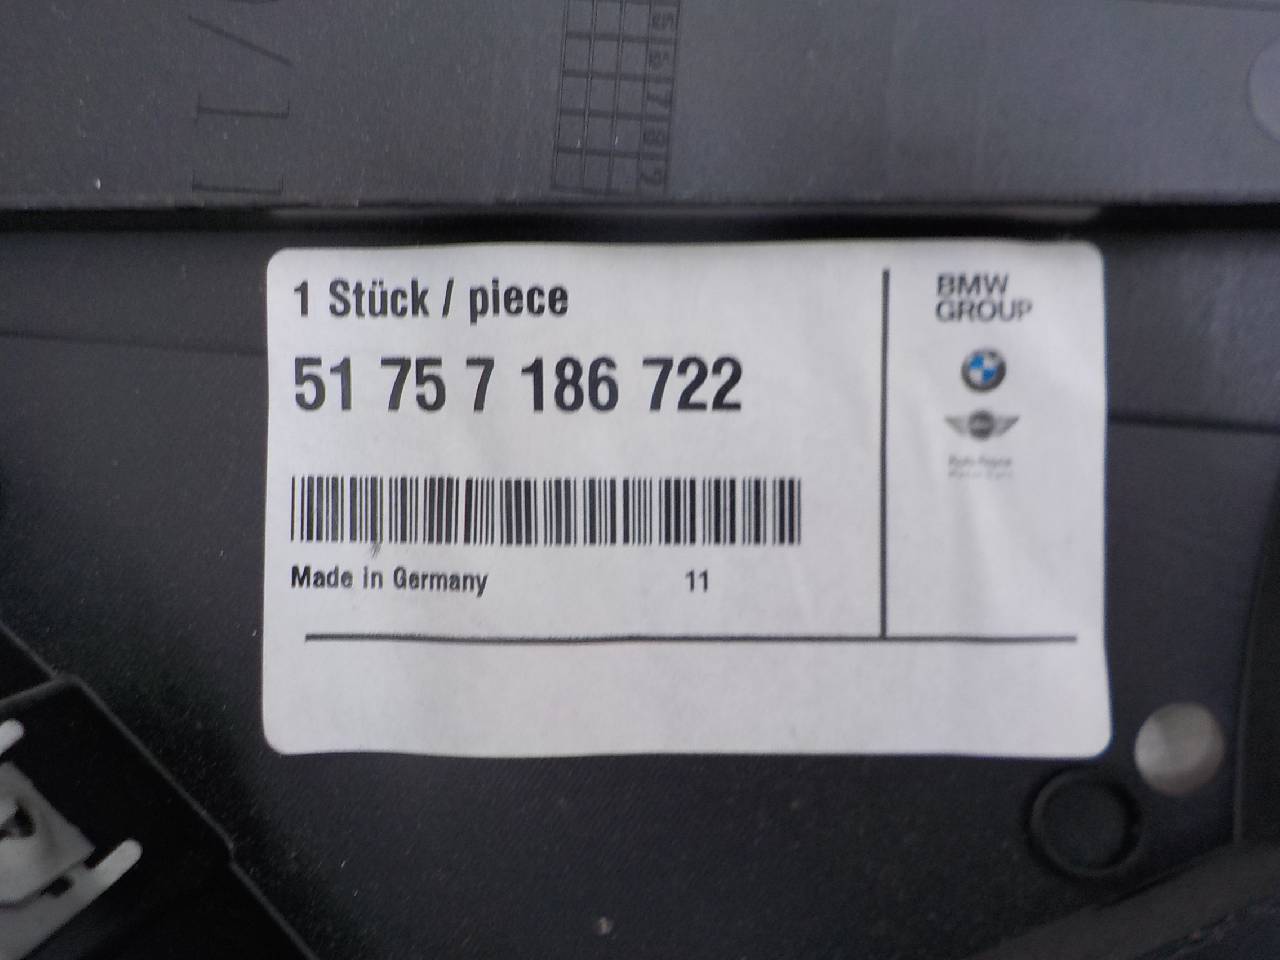 1 Stück / piece
51 75 7 186 722
Made in Germany 11
BMW
GROUP